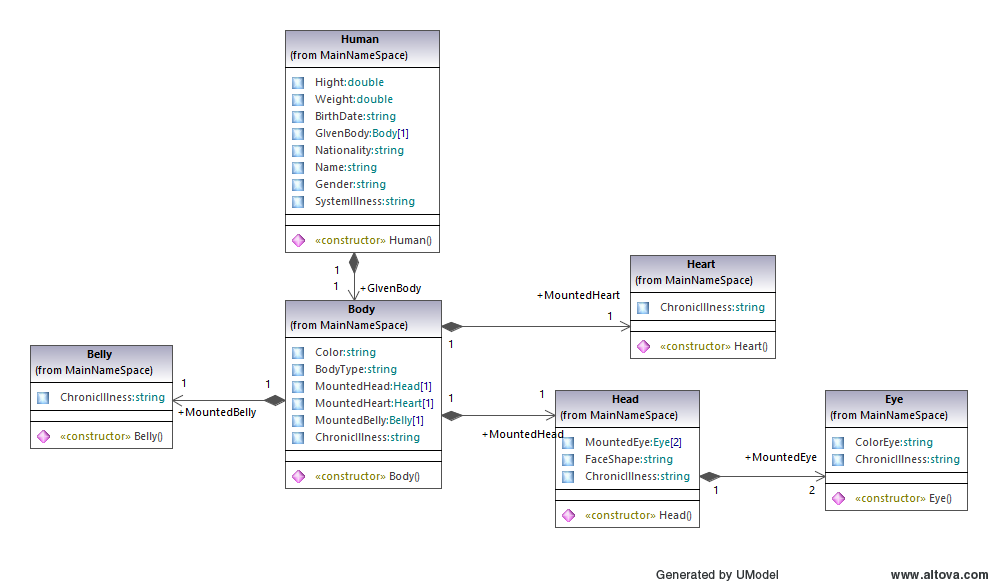 Human
(from MainNameSpace)
Hight:double
Weight:double
BirthDate:string
GIvenBody:Body[1]
Nationality:string
Name:string
Gender:string
SystemIllness:string
«constructor» Human()
1
1
+GIvenBody
Body
(from MainNameSpace)
Color:string
BodyType:string
MountedHead:Head[1]
MountedHeart:Heart[1]
MountedBelly:Belly[1]
ChronicIllness:string
«constructor» Body()
1
+MountedHeart
1
Heart
(from MainNameSpace)
ChronicIllness:string
«constructor» Heart()
1
1
+MountedBelly
Belly
(from MainNameSpace)
ChronicIllness:string
«constructor» Belly()
1
1
+MountedHead
Head
(from MainNameSpace)
MountedEye:Eye[2]
FaceShape:string
ChronicIllness:string
«constructor» Head()
1
+MountedEye
2
Eye
(from MainNameSpace)
ColorEye:string
ChronicIllness:string
«constructor» Eye()
Generated by UModel
www.altova.com